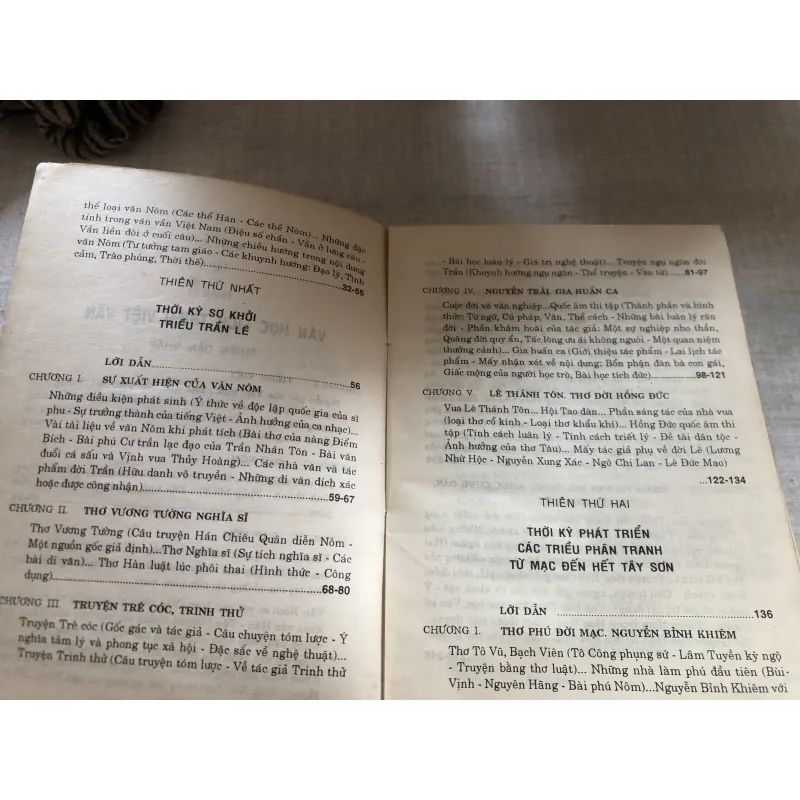 thể loại văn Nôm (Các thể Hán - Các thể Nôm)... Những đặc
tính trong vần văn Việt Nam (Điệu số chẩn - Vần ở lưng câu -
Vần liền đôi ở cuối câu)... Những chiều hướng trong nội dung
văn Nôm (Tư tưởng tam giáo - Các khuynh hướng: Đạo lý, Tình
cảm, Trào phúng, Thời thế).....32-55
THIÊN THỨ NHẤT
THỜI KỲ SƠ KHỞI
TRIỀU TRẦN LÊ
LỜI DẪN.....56
CHƯƠNG I. SỰ XUẤT HIỆN CỦA VĂN NÔM
Những điều kiện phát sinh (Ý thức về độc lập quốc gia của sĩ
phu - Sự trưởng thành của tiếng Việt - Ảnh hưởng của ca nhạc)...
Vài tài liệu về văn Nôm khi phát tích (Bài thơ của nàng Điểm
Bích - Bài phú Cư trần lạc đạo của Trần Nhân Tôn - Bài văn
đuổi cá sấu và Vịnh vua Thủy Hoàng)... Các nhà văn và tác
phẩm đời Trần (Hữu danh vô truyền - Những di văn đích xác
hoặc được công nhận).....59-67
CHƯƠNG II. THƠ VƯƠNG TƯỜNG NGHĨA SĨ
Thơ Vương Tường (Câu truyện Hán Chiêu Quân diễn Nôm -
Một nguồn gốc giả định)...Thơ Nghĩa sĩ (Sự tích nghĩa sĩ - Các
bài di văn)... Thơ Hàn luật lúc phôi thai (Hình thức - Công
dụng).....68-80
CHƯƠNG III TRUYỆN TRÊ CÓC, TRINH THỬ
Truyện Trê cóc (Gốc gác và tác giả - Câu chuyện tóm lược - Ý
nghĩa tâm lý và phong tục xã hội - Đặc sắc về nghệ thuật)...
Truyện Trinh thử (Câu truyện tóm lược - Về tác giả Trinh thử
- Bài học luân lý - Giá trị nghệ thuật)... Truyện ngụ ngôn đời
Trần (Khuynh hướng ngụ ngôn - Thể truyện - Văn từ).....81-97
CHƯƠNG IV. NGUYỄN TRÃI. GIA HUẤN CA
Cuộc đời và văn nghiệp...Quốc âm thi tập (Thành phần và hình
thức: Từ ngữ, Cú pháp, Vần, Thể cách - Những bài luân lý răn
đời - Phần khảm hoài của tác giả: Một sự nghiệp nho thần,
Quãng đời quy ẩn, Tấc lòng ưu ái không nguôi - Một quan niệm
thưởng cảnh)... Gia huấn ca (Giới thiệu tác phẩm - Lai lịch tác
phẩm - Mấy nhận xét về nội dung: Bổn phận đàn bà con gái,
Giấc mộng của người học trò, Bài học tích đức).....98-121
CHƯƠNG V. LÊ THÁNH TÔN. THƠ ĐỜI HỒNG ĐỨC
Vua Lê Thánh Tôn... Hội Tao đàn... Phần sáng tác của nhà vua
(loại thơ cổ kính - Loại thơ khẩu khí)... Hồng Đức quốc âm thi
tập (Tính cách luân lý - Tính cách triết lý - Đề tài dân tộc -
Ảnh hưởng của thơ Tàu)... Mấy tác giả phụ về đời Lê (Lương
Nhữ Học - Nguyễn Xung Xác - Ngô Chi Lan - Lê Đức Mao)
...122-134
THIÊN THỨ HAI
THỜI KỲ PHÁT TRIỂN
CÁC TRIỀU PHÂN TRANH
TỪ MẠC ĐẾN HẾT TÂY SƠN
LỜI DẪN .....136
CHƯƠNG I. THƠ PHÚ ĐỜI MẠC. NGUYỄN BỈNH KHIÊM
Thơ Tô Vũ, Bạch Viên (Tô Công phụng sứ - Lâm Tuyền kỳ ngộ
- Truyện bằng thơ luật)... Những nhà làm phú đầu tiên (Bùi-
Vịnh - Nguyên Hãng - Bài phú Nôm)...Nguyễn Bỉnh Khiêm với